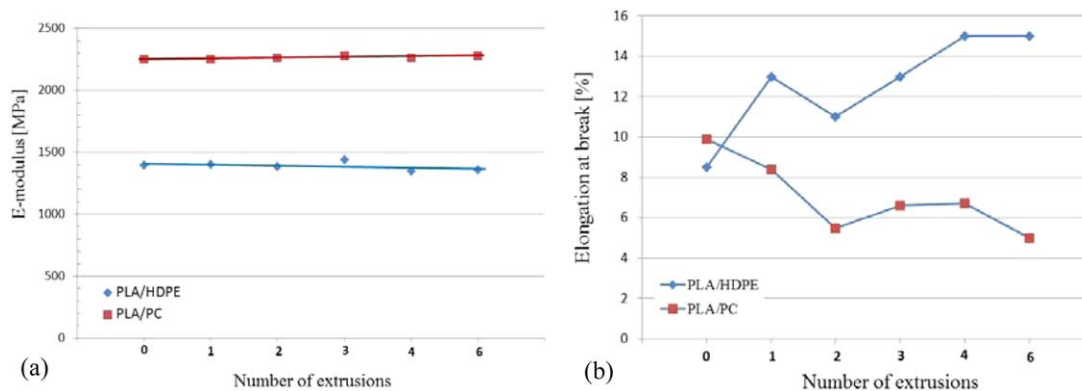 2500
2000
1500
1000
500
0
E-modulus [MPa]
PLA/HDPE
PLA/PC
0 1 2 3 4 6
Number of extrusions
(a)
16
14
12
10
8
6
4
2
0
Elongation at break [%]
PLA/HDPE
PLA/PC
0 1 2 3 4 6
Number of extrusions
(b)